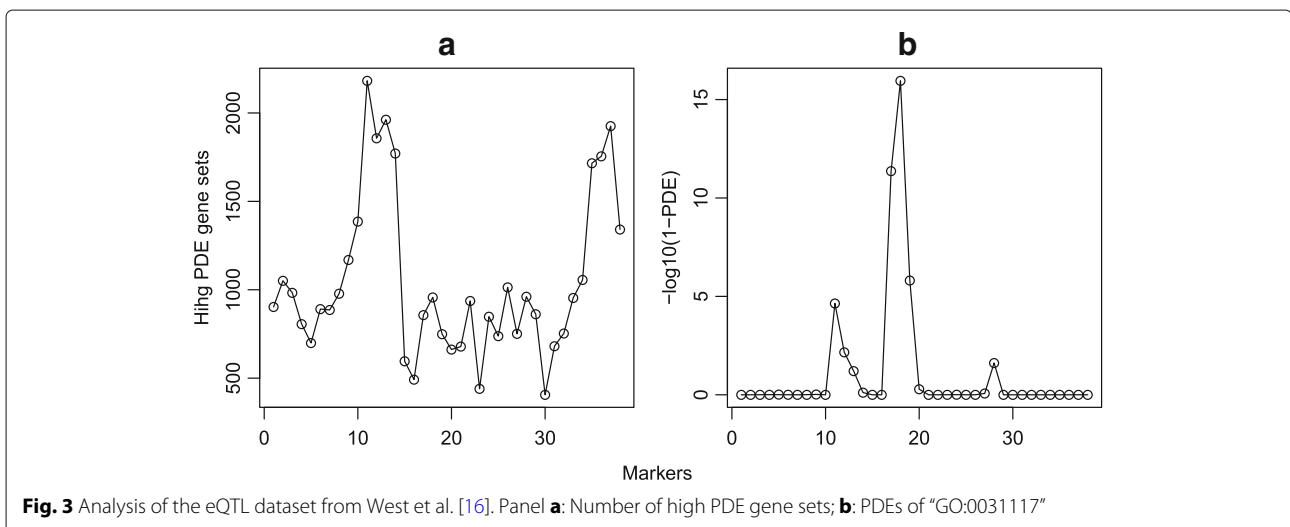 a
b
Hihg PDE gene sets
2000
1500
1000
500
0
10
20
30
−log10(1−PDE)
15
10
5
0
0
10
20
30
Markers
Fig. 3 Analysis of the eQTL dataset from West et al. [16]. Panel a: Number of high PDE gene sets; b: PDEs of “GO:0031117”